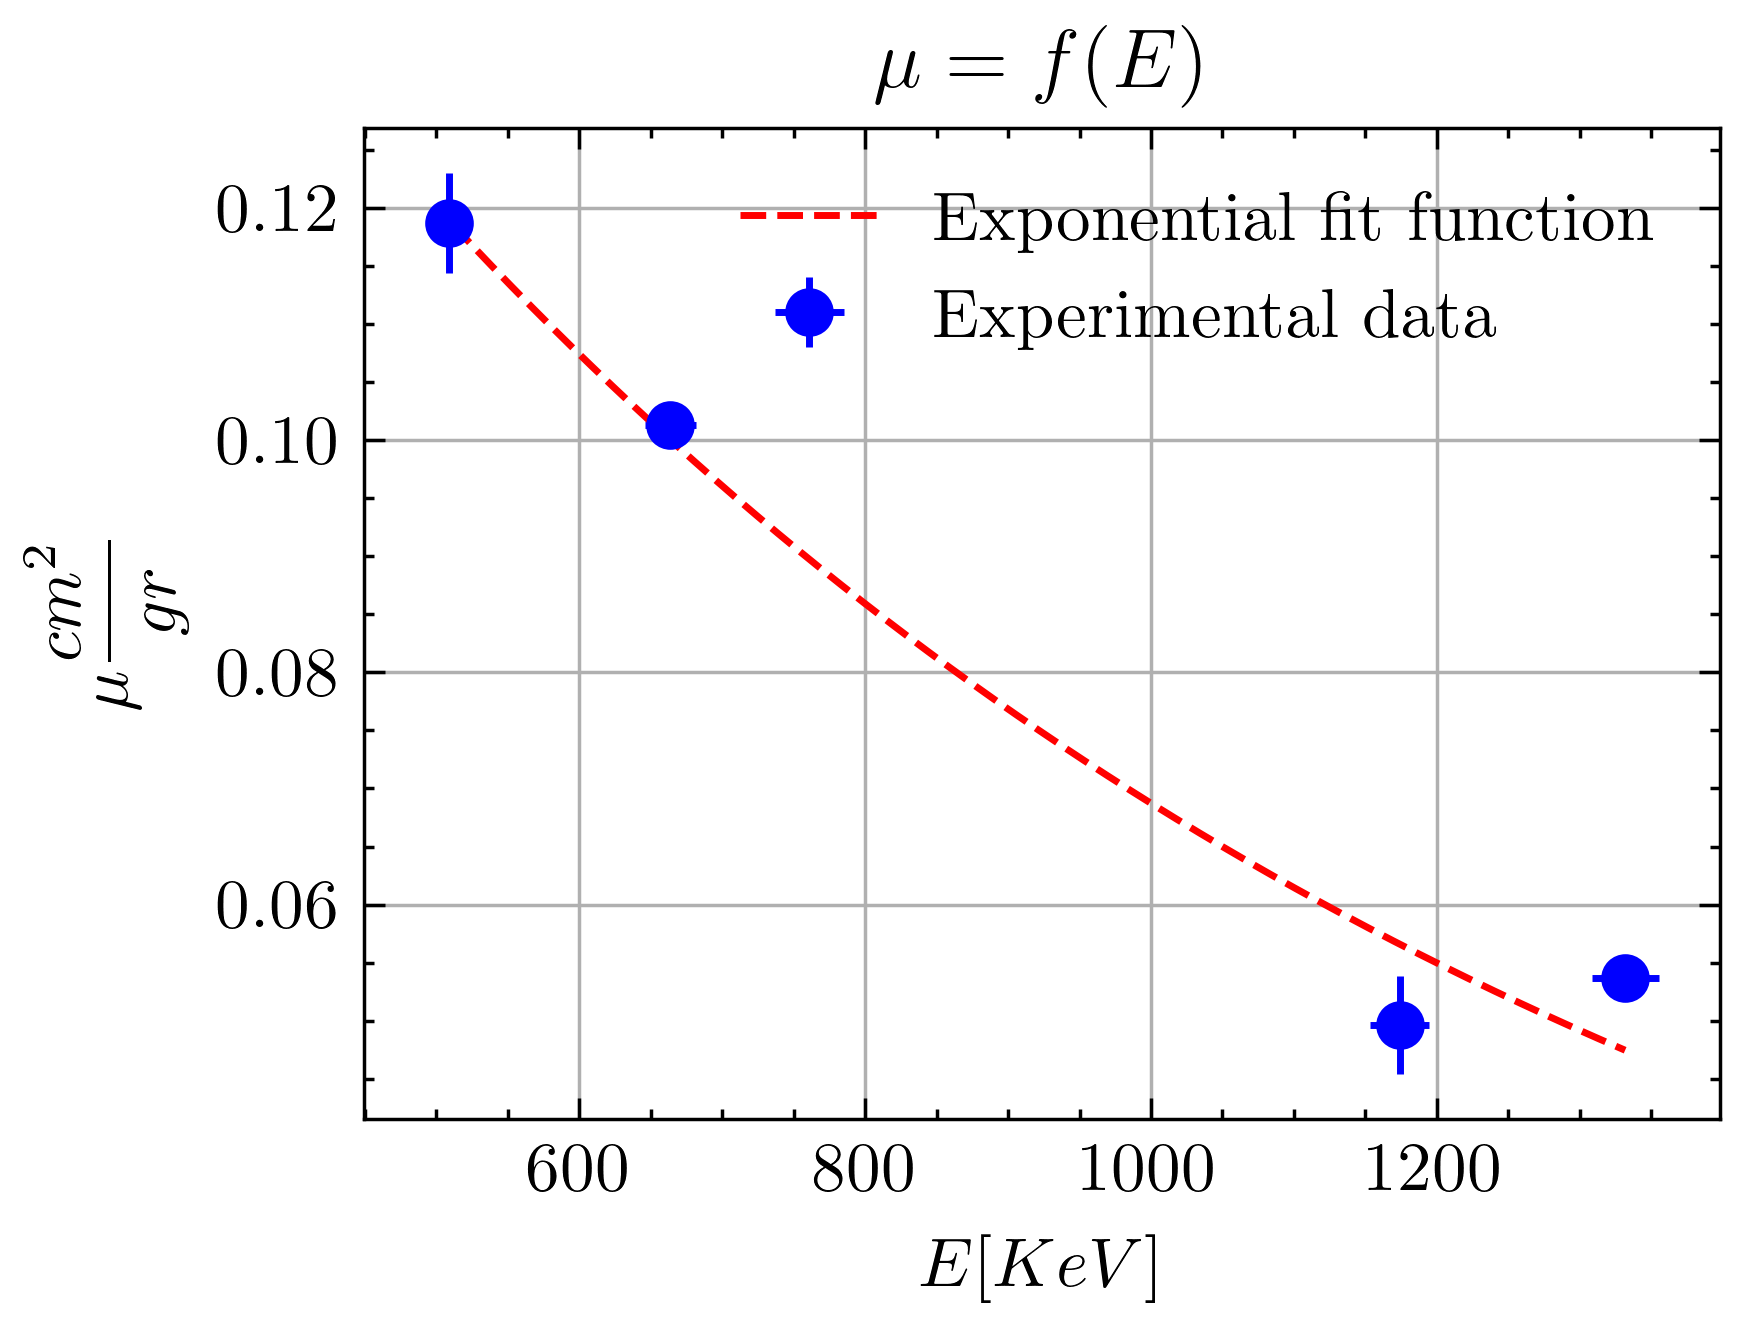 μ = f(E)
Exponential fit function
Experimental data
0.12
0.10
0.08
0.06
μ cm²/gr
600 800 1000 1200
E[KeV]